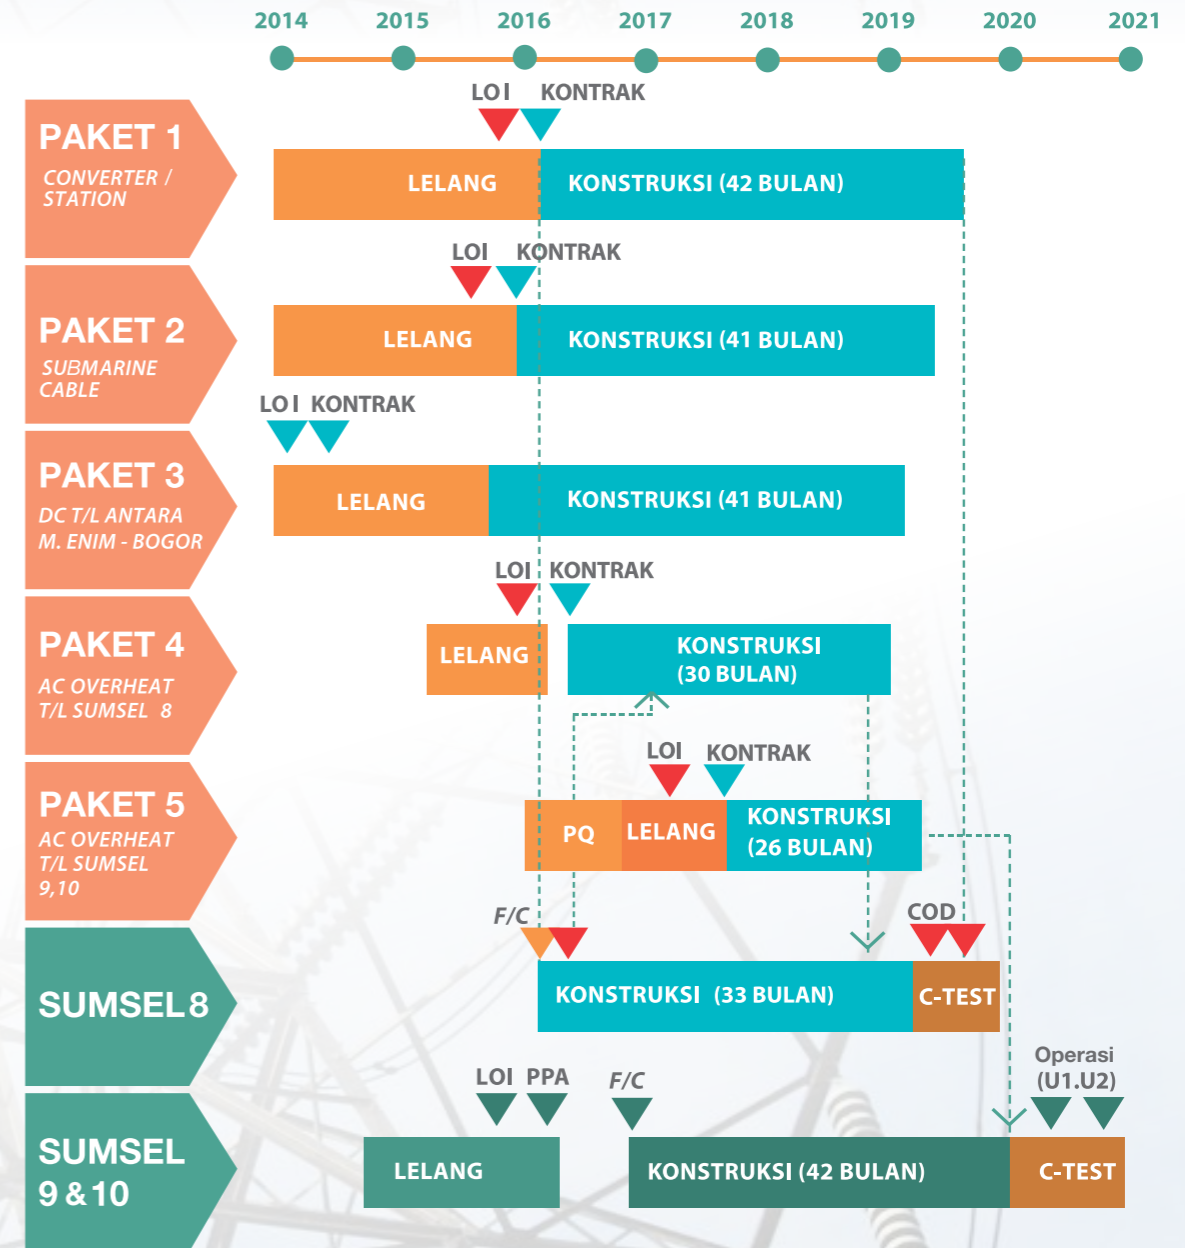 2014 2015 2016 2017 2018 2019 2020 2021
LOI KONTRAK
PAKET 1
CONVERTER /
STATION
LELANG
KONSTRUKSI (42 BULAN)
LOI KONTRAK
PAKET 2
SUBMARINE
CABLE
LELANG
KONSTRUKSI (41 BULAN)
LOI KONTRAK
PAKET 3
DC T/L ANTARA
M. ENIM - BOGOR
LELANG
KONSTRUKSI (41 BULAN)
LOI KONTRAK
PAKET 4
AC OVERHEAT
T/L SUMSEL 8
LELANG
KONSTRUKSI
(30 BULAN)
LOI KONTRAK
PAKET 5
AC OVERHEAT
T/L SUMSEL
9,10
PQ
LELANG
KONSTRUKSI
(26 BULAN)
F/C
COD
SUMSEL 8
KONSTRUKSI (33 BULAN)
C-TEST
LOI PPA F/C
Operasi
(U1.U2)
SUMSEL
9 & 10
LELANG
KONSTRUKSI (42 BULAN)
C-TEST